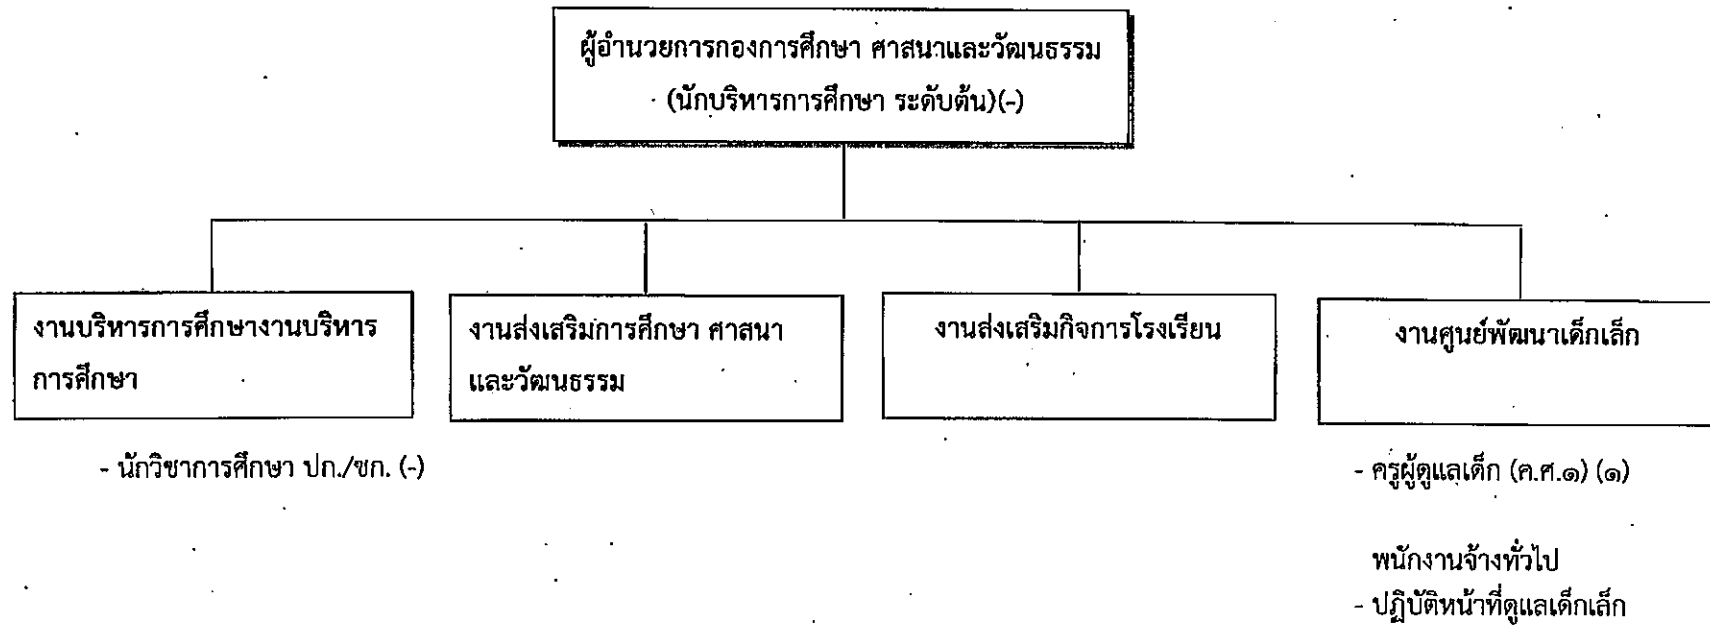 ผู้อำนวยการกองการศึกษา ศาสนาและวัฒนธรรม
(นักบริหารการศึกษา ระดับต้น)(-)
งานบริหารการศึกษางานบริหาร
การศึกษา
งานส่งเสริมการศึกษา ศาสนา
และวัฒนธรรม
งานส่งเสริมกิจการโรงเรียน
งานศูนย์พัฒนาเด็กเล็ก
- นักวิชาการศึกษา ปก./ชก. (-)
- ครูผู้ดูแลเด็ก (ค.ศ.๑) (๑)
พนักงานจ้างทั่วไป
- ปฏิบัติหน้าที่ดูแลเด็กเล็ก